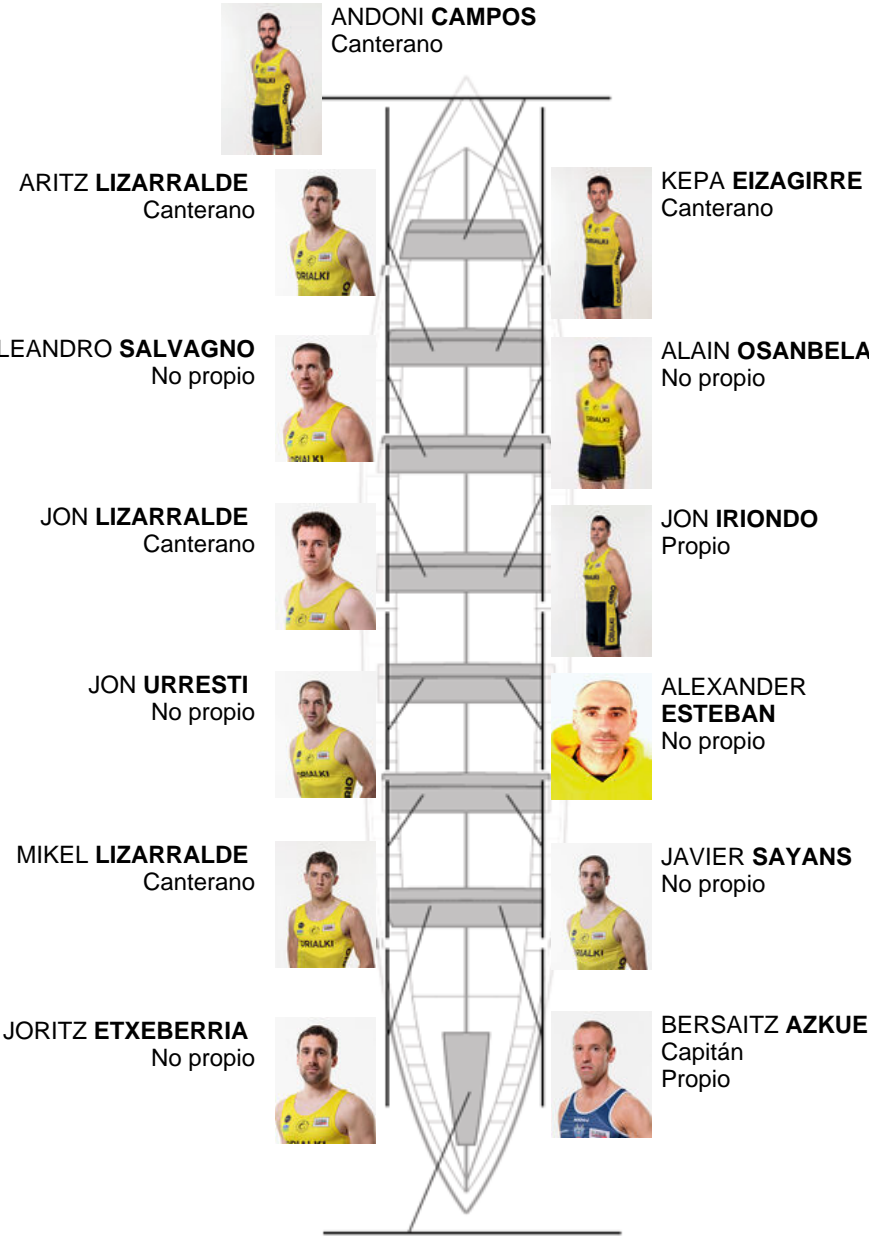 ANDONI CAMPOS
Canterano
ARITZ LIZARRALDE
Canterano
KEPA EIZAGIRRE
Canterano
LEANDRO SALVAGNO
No propio
ALAIN OSANBELA
No propio
JON LIZARRALDE
Canterano
JON IRIONDO
Propio
JON URRESTI
No propio
ALEXANDER
ESTEBAN
No propio
MIKEL LIZARRALDE
Canterano
JAVIER SAYANS
No propio
JORITZ ETXEBERRIA
No propio
BERSAITZ AZKUE
Capitán
Propio